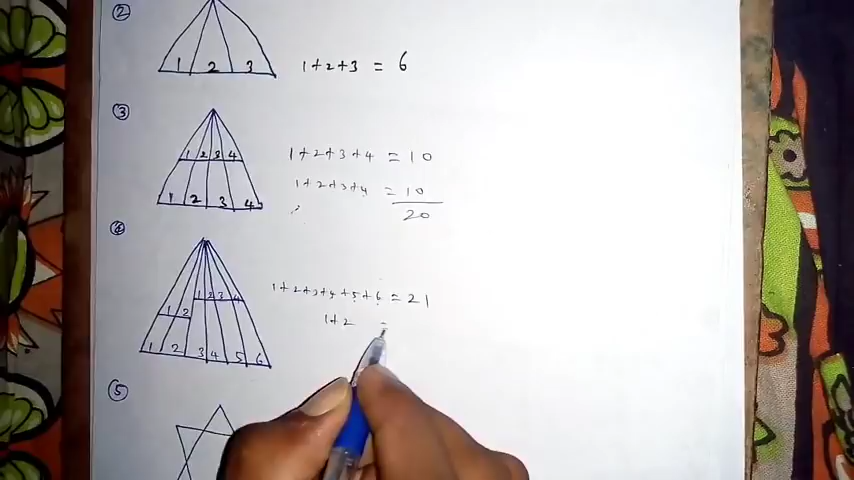 ②
1 2 3
1+2+3 = 6
③
1 2 3 4
1+2+3+4 = 10
1 2 3 4
1+2+3+4 = 10
20
④
1 2 3 4
1+2+3+4+5+6 = 21
1 2
1+2 =
1 2 3 4 5 6
⑤